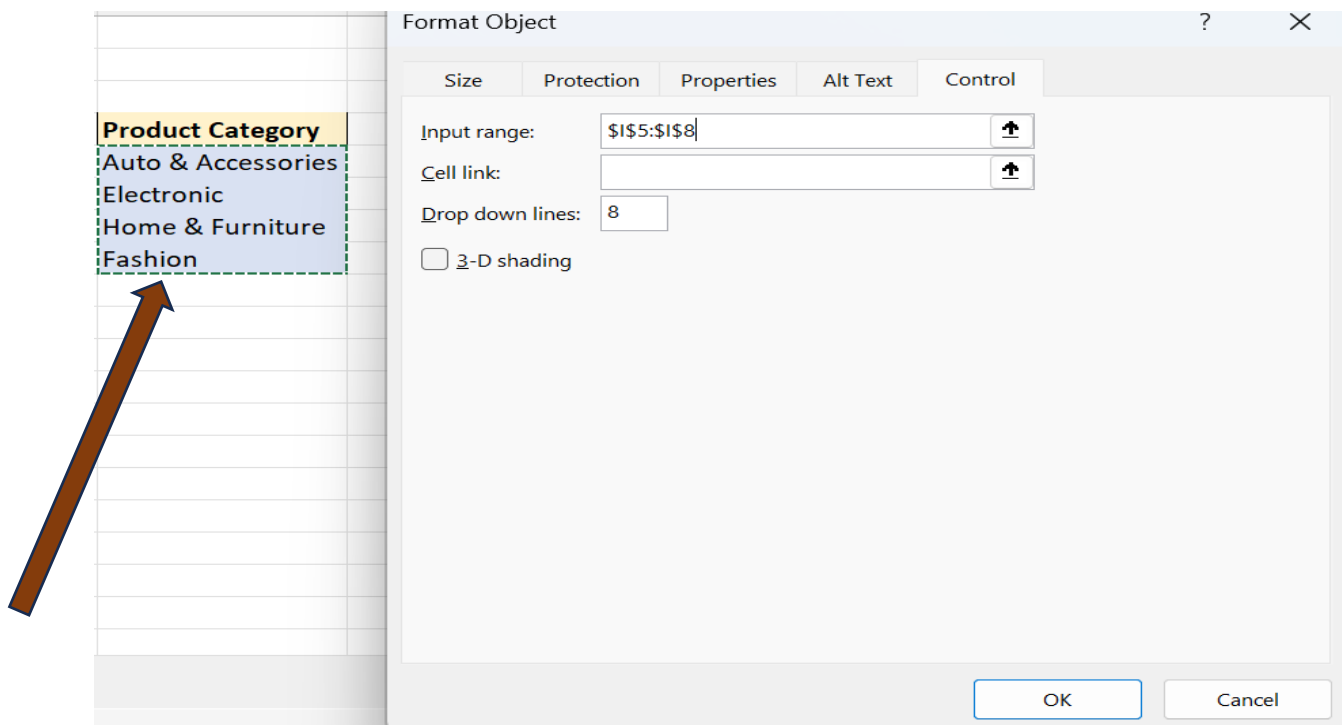 Format Object
?
Size Protection Properties Alt Text Control
Product Category
Auto & Accessories
Electronic
Home & Furniture
Fashion
Input range: $I$5:$I$8
Cell link:
Drop down lines: 8
3-D shading
OK Cancel